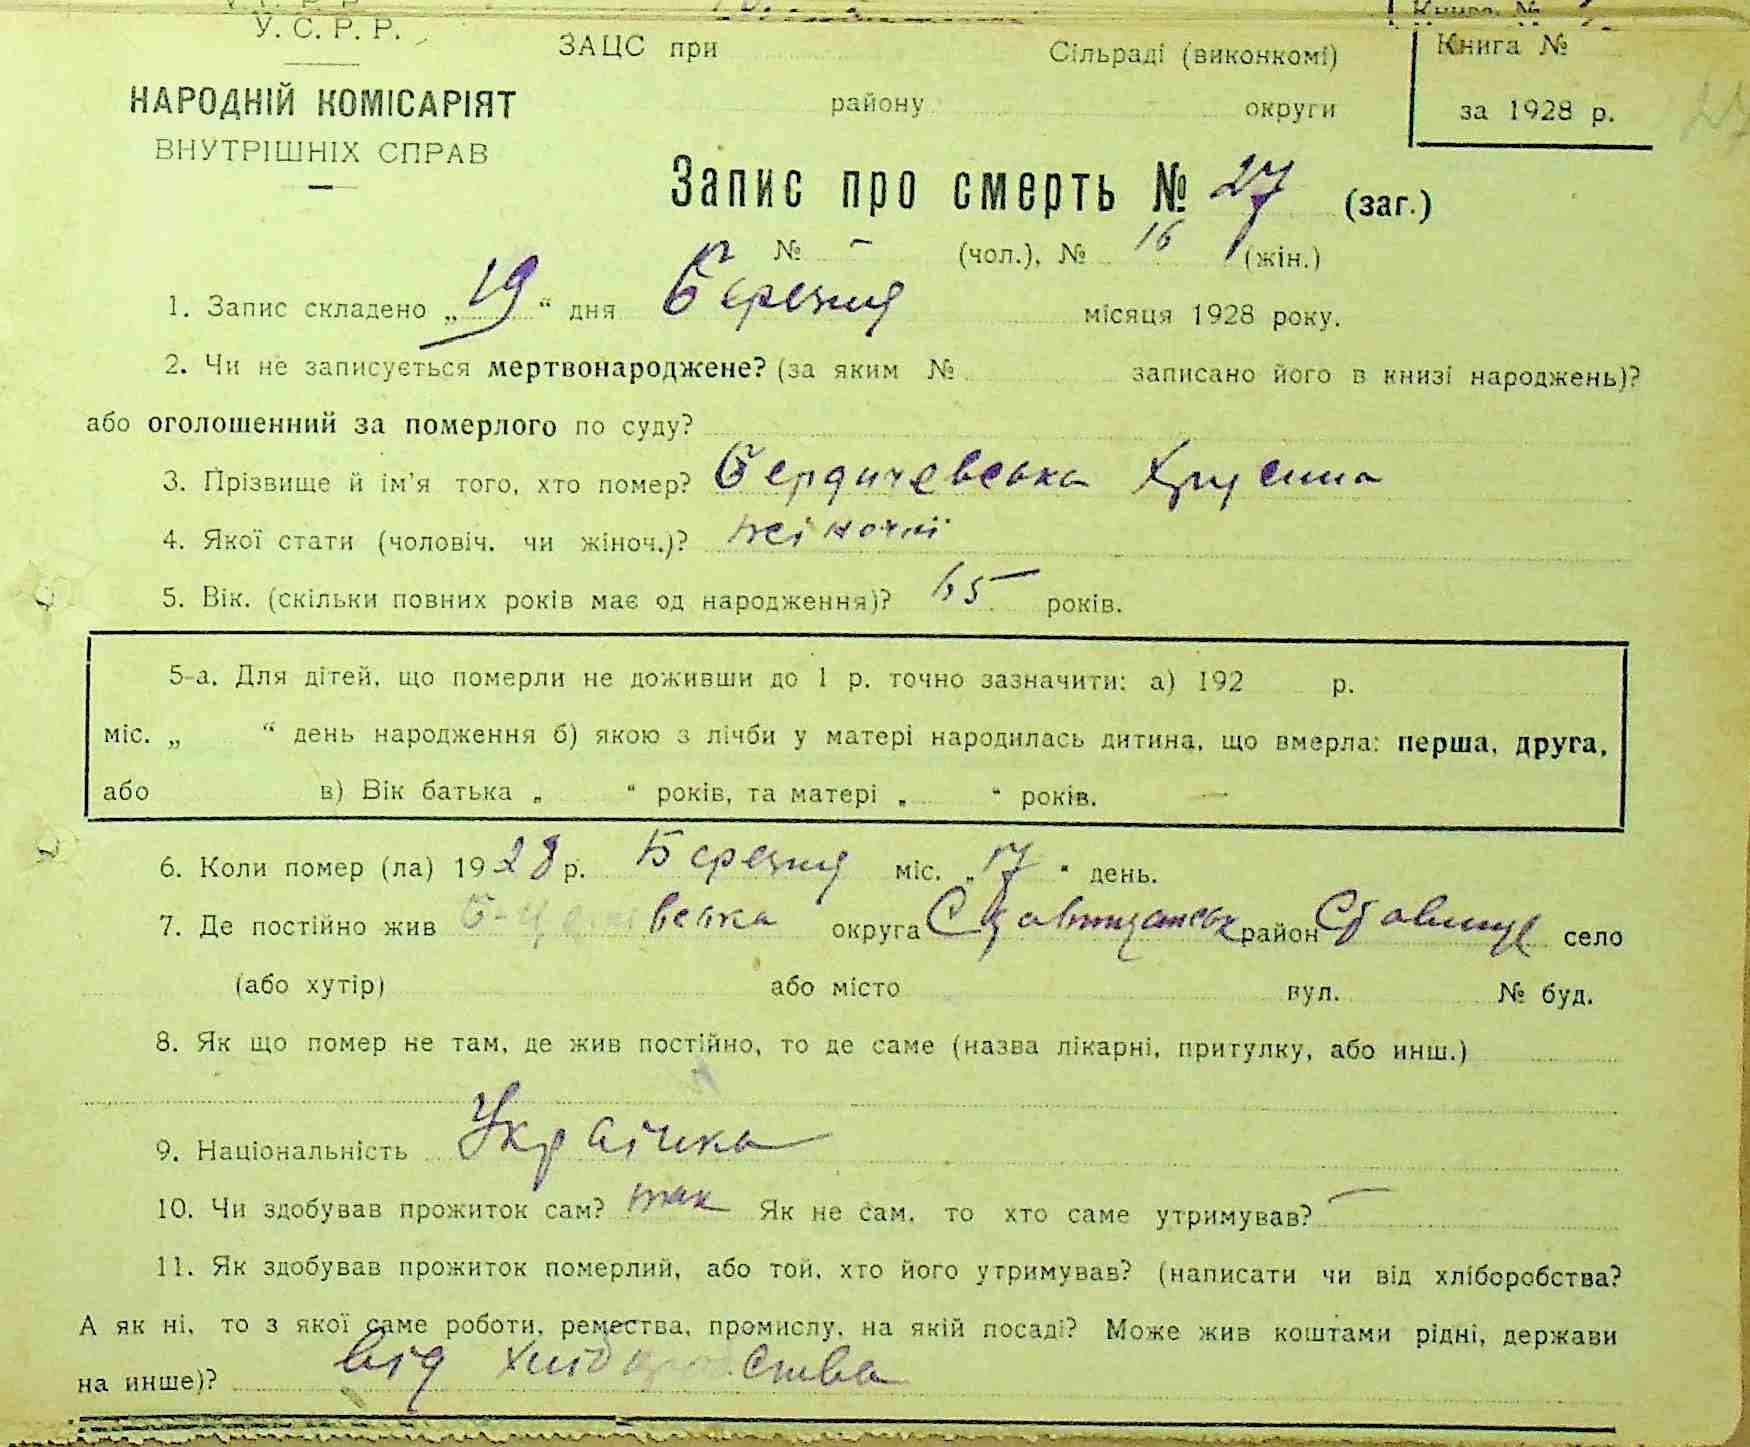 У. С. Р. Р.
НАРОДНІЙ КОМІСАРІЯТ
ВНУТРІШНІХ СПРАВ
ЗАЦС при Сільраді (виконкомі)
району округи
Книга №
за 1928 р.
Запис про смерть № 27 (заг.)
№ – (чол.), № 16 (жін.)
1. Запис складено „19“ дня Березня місяця 1928 року.
2. Чи не записується мертвонароджене? (за яким № записано його в книзі народжень)?
або оголошенний за померлого по суду?
3. Прізвище й ім'я того, хто помер? Бердичевська
4. Якої стати (чоловіч. чи жіноч.)? жіночої
5. Вік. (скільки повних років має од народження)? 65 років.
5-а. Для дітей, що померли не доживши до 1 р. точно зазначити: а) 192 р.
міс. „ “ день народження б) якою з лічби у матері народилась дитина, що вмерла: перша, друга,
або в) Вік батька „ “ років, та матері „ “ років.
6. Коли помер (ла) 1928 р. Березня міс. „17“ день.
7. Де постійно жив Б-Церковська округа Ставищанськ район Ставище село
(або хутір) або місто вул. № буд.
8. Як що помер не там, де жив постійно, то де саме (назва лікарні, притулку, або инш.)
9. Національність Украінка
10. Чи здобував прожиток сам? так Як не сам, то хто саме утримував? –
11. Як здобував прожиток померлий, або той, хто його утримував? (написати чи від хліборобства?
А як ні, то з якої саме роботи, ремества, промислу, на якій посаді? Може жив коштами рідні, держави
на инше)? від хліборобства